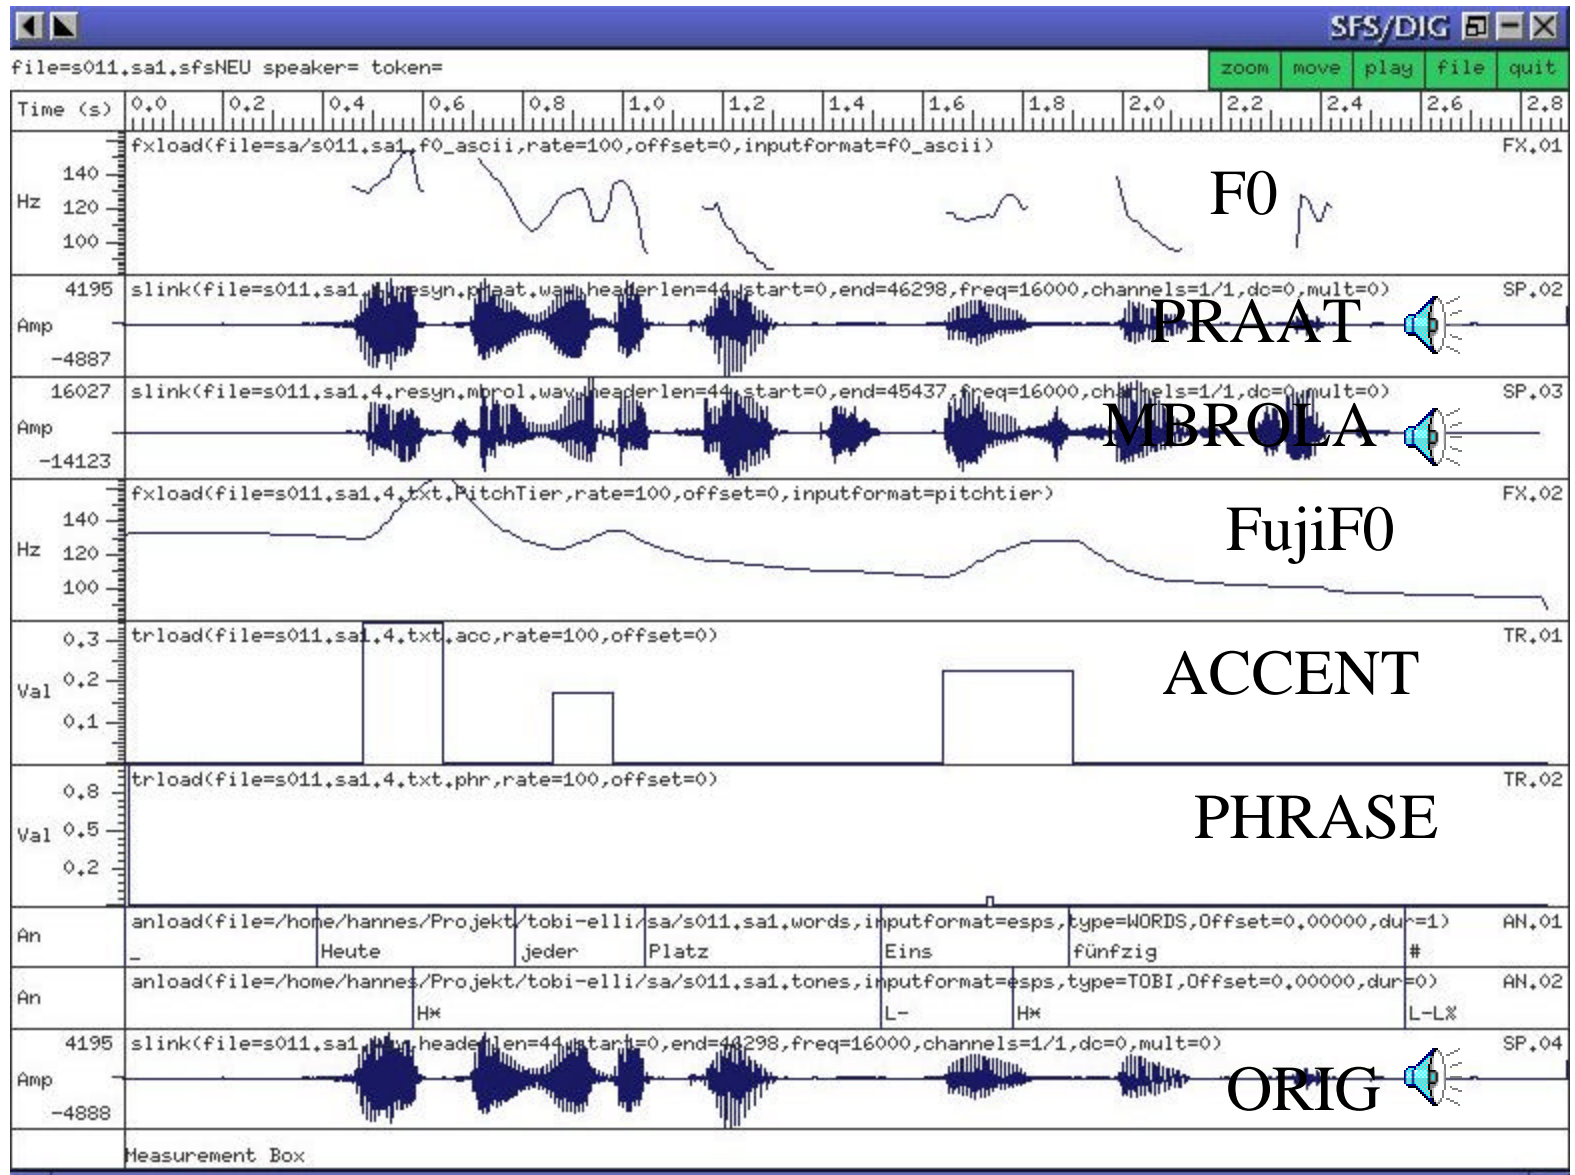 SFS/DIG
file=s011.sa1.sfsNEU speaker= token=
zoom move play file quit
Time (s) 0.0 0.2 0.4 0.6 0.8 1.0 1.2 1.4 1.6 1.8 2.0 2.2 2.4 2.6 2.8
fxload(file=sa/s011.sa1.f0_ascii,rate=100,offset=0,inputformat=f0_ascii) FX.01
140
Hz 120
100
F0
4195 slink(file=s011.sa1.4.resyn.praat.wav,headerlen=44,start=0,end=46298,freq=16000,channels=1/1,dc=0,mult=0) SP.02
Amp
-4887
PRAAT
16027 slink(file=s011.sa1.4.resyn.mbrol.wav,headerlen=44,start=0,end=45437,freq=16000,channels=1/1,dc=0,mult=0) SP.03
Amp
-14123
MBROLA
fxload(file=s011.sa1.4.txt.PitchTier,rate=100,offset=0,inputformat=pitchtier) FX.02
140
Hz 120
100
FujiF0
0.3 trload(file=s011.sa1.4.txt.acc,rate=100,offset=0) TR.01
Val 0.2
0.1
ACCENT
trload(file=s011.sa1.4.txt.phr,rate=100,offset=0) TR.02
0.8
Val 0.5
0.2
PHRASE
anload(file=/home/hannes/Projekt/tobi-elli/sa/s011.sa1.words,inputformat=esps,type=WORDS,Offset=0.00000,dur=1) AN.01
An
_ Heute jeder Platz Eins fünfzig #
anload(file=/home/hannes/Projekt/tobi-elli/sa/s011.sa1.tones,inputformat=esps,type=TOBI,Offset=0.00000,dur=0) AN.02
An
H* L- H* L-L%
4195 slink(file=s011.sa1.wav,headerlen=44,start=0,end=46298,freq=16000,channels=1/1,dc=0,mult=0) SP.04
Amp
-4888
ORIG
Measurement Box